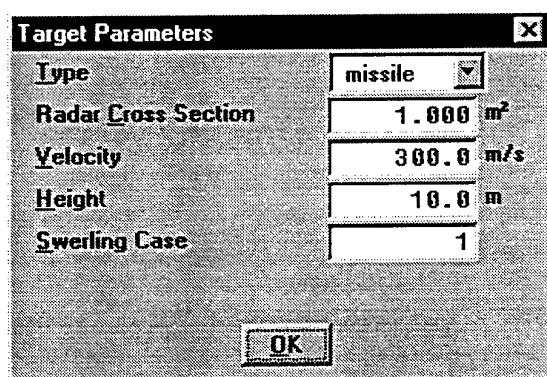 Target Parameters
Type missile
Radar Cross Section 1.000 m²
Velocity 300.0 m/s
Height 10.0 m
Swerling Case 1
OK